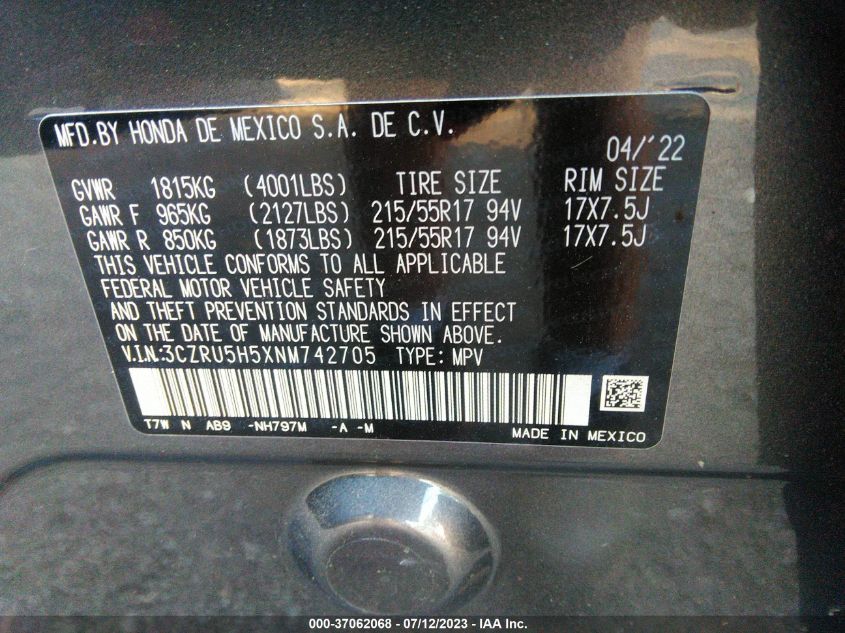 MFD.BY HONDA DE MEXICO S.A. DE C.V.
04/'22
GVWR 1815KG (4001LBS) TIRE SIZE RIM SIZE
GAWR F 965KG (2127LBS) 215/55R17 94V 17X7.5J
GAWR R 850KG (1873LBS) 215/55R17 94V 17X7.5J
THIS VEHICLE CONFORMS TO ALL APPLICABLE
FEDERAL MOTOR VEHICLE SAFETY
AND THEFT PREVENTION STANDARDS IN EFFECT
ON THE DATE OF MANUFACTURE SHOWN ABOVE.
V.I.N.:3CZRU5H5XNM742705 TYPE: MPV
T7W N AB9 -NH797M -A -M
MADE IN MEXICO
000-37062068 - 07/12/2023 - IAA Inc.